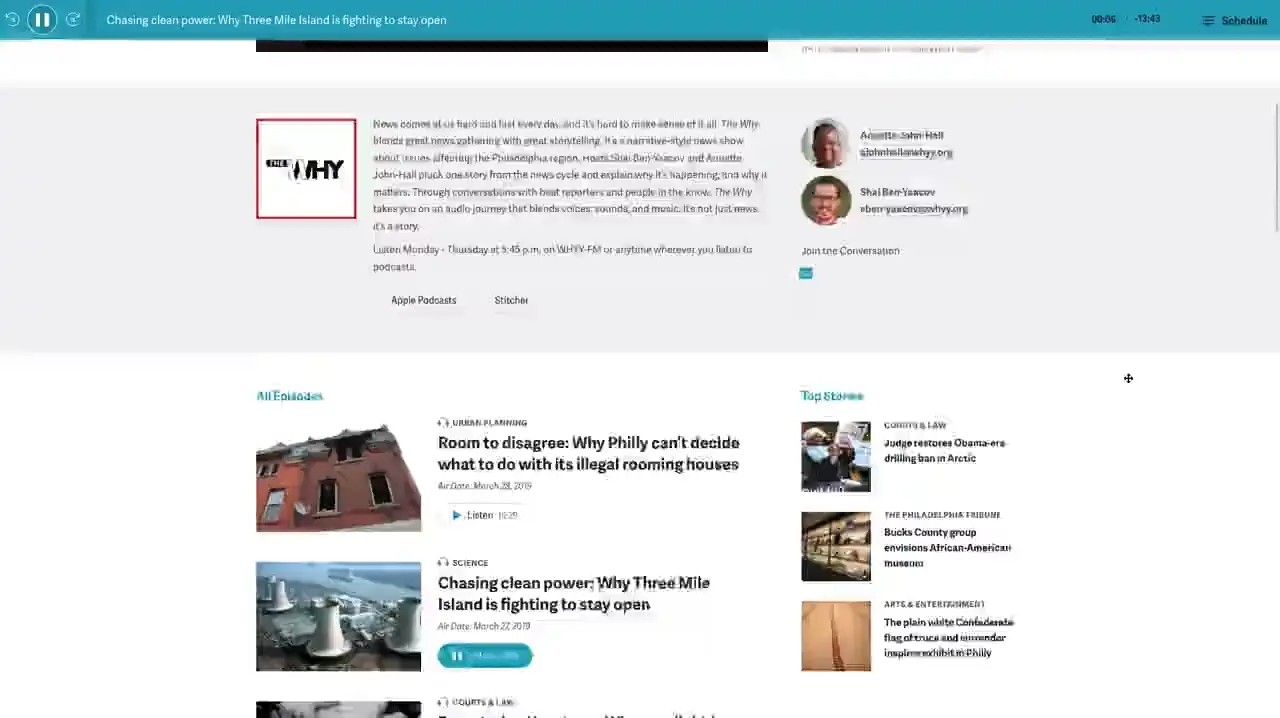 Chasing clean power: Why Three Mile Island is fighting to stay open
00:06
-13:43
Schedule
THE WHY
News comes at us hard and fast every day, and it's hard to make sense of it all. The Why
blends great news gathering with great storytelling. It's a narrative-style news show
about issues affecting the Philadelphia region. Hosts Shai Ben-Yaacov and Annette
John-Hall pluck one story from the news cycle and explain why it's happening, and why it
matters. Through conversations with beat reporters and people in the know, The Why
takes you on an audio journey that blends voices, sounds, and music. It's not just news,
it's a story.
Listen Monday - Thursday at 5:45 p.m. on WHYY-FM or anytime wherever you listen to
podcasts.
Apple Podcasts
Stitcher
Annette John-Hall
ajohnhall@whyy.org
Shai Ben-Yaacov
sben-yaacov@whyy.org
Join the Conversation
All Episodes
URBAN PLANNING
Room to disagree: Why Philly can't decide
what to do with its illegal rooming houses
Air Date: March 28, 2019
Listen
SCIENCE
Chasing clean power: Why Three Mile
Island is fighting to stay open
Air Date: March 27, 2019
COURTS & LAW
Top Stories
COURTS & LAW
Judge restores Obama-era
drilling ban in Arctic
THE PHILADELPHIA TRIBUNE
Bucks County group
envisions African-American
museum
ARTS & ENTERTAINMENT
The plain white Confederate
flag of truce and surrender
inspires exhibit in Philly